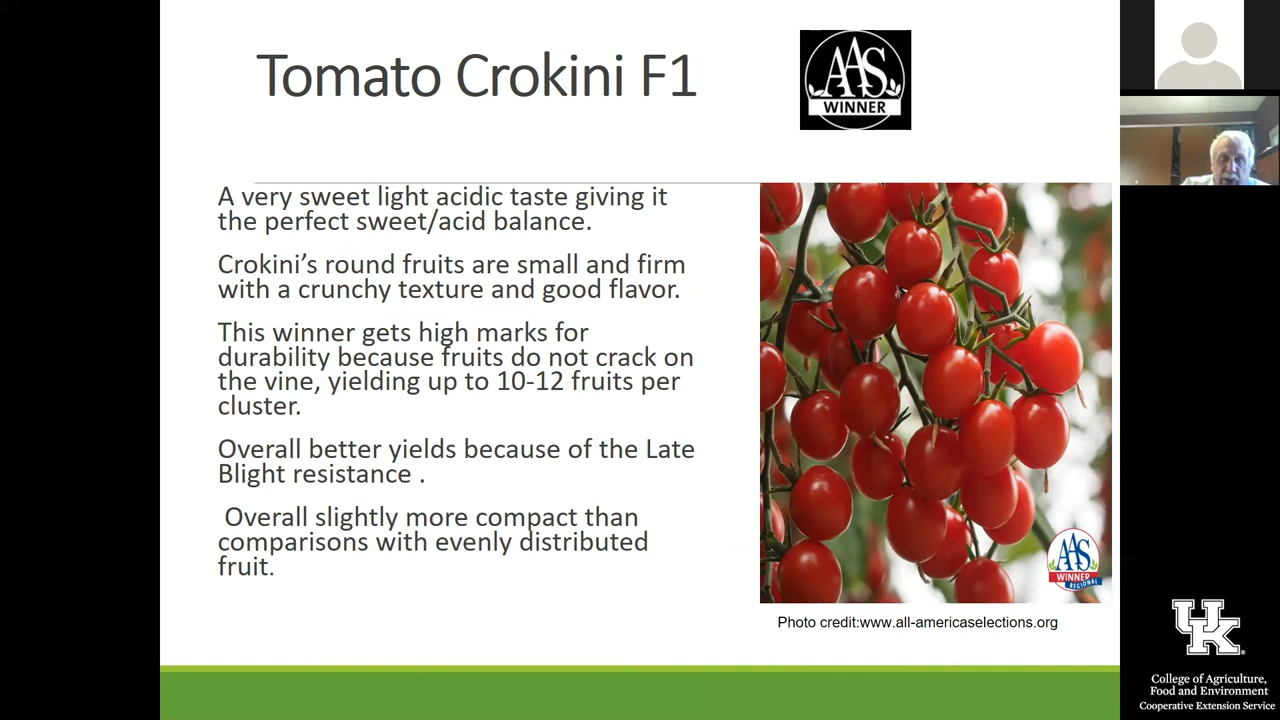 Tomato Crokini F1
AAS
WINNER
A very sweet light acidic taste giving it
the perfect sweet/acid balance.
Crokini’s round fruits are small and firm
with a crunchy texture and good flavor.
This winner gets high marks for
durability because fruits do not crack on
the vine, yielding up to 10-12 fruits per
cluster.
Overall better yields because of the Late
Blight resistance .
Overall slightly more compact than
comparisons with evenly distributed
fruit.
AAS
WINNER
REGIONAL
Photo credit:www.all-americaselections.org
UK
College of Agriculture,
Food and Environment
Cooperative Extension Service